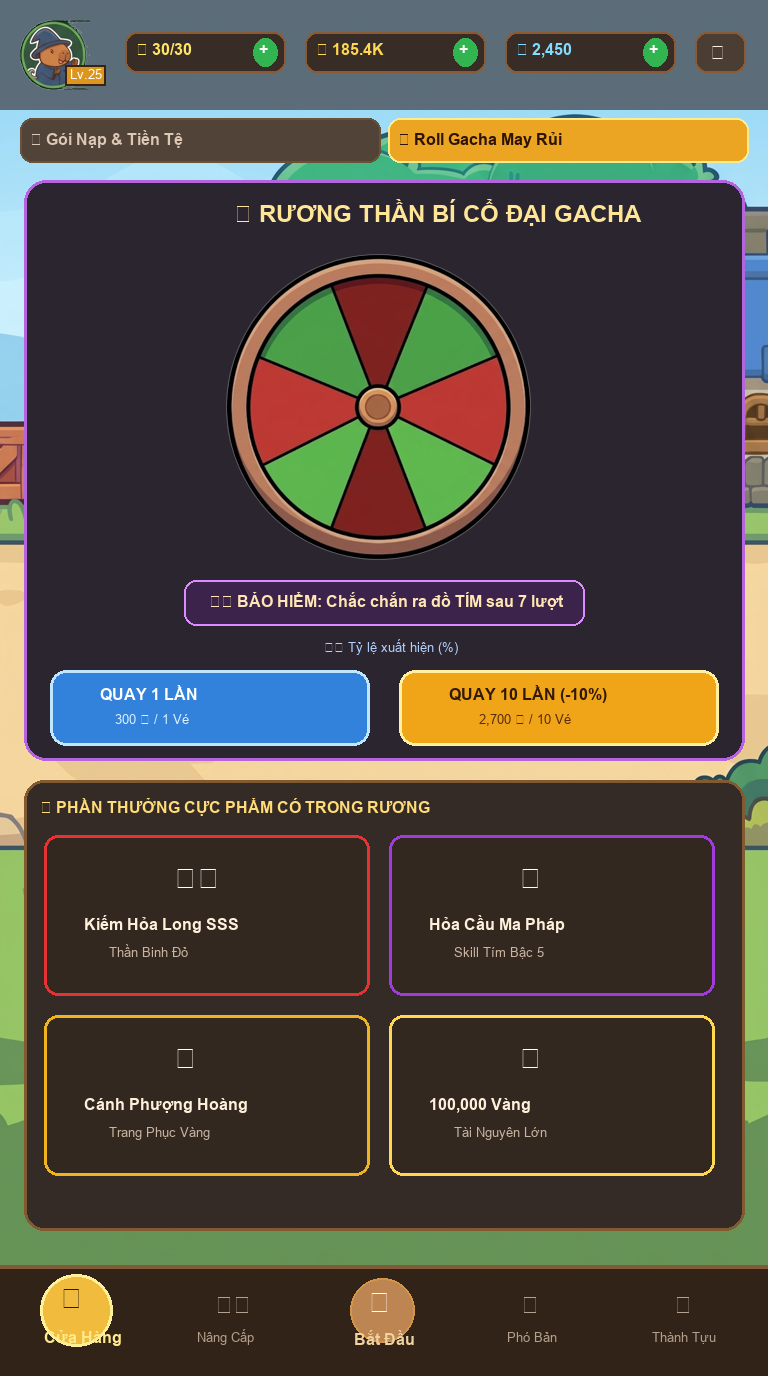 Lv.25
30/30 +
185.4K +
2,450 +
Gói Nạp & Tiền Tệ
Roll Gacha May Rủi
RƯƠNG THẦN BÍ CỔ ĐẠI GACHA
BẢO HIỂM: Chắc chắn ra đồ TÍM sau 7 lượt
Tỷ lệ xuất hiện (%)
QUAY 1 LẦN
300 / 1 Vé
QUAY 10 LẦN (-10%)
2,700 / 10 Vé
PHẦN THƯỞNG CỰC PHẨM CÓ TRONG RƯƠNG
Kiếm Hỏa Long SSS
Thần Binh Đỏ
Hỏa Cầu Ma Pháp
Skill Tím Bậc 5
Cánh Phượng Hoàng
Trang Phục Vàng
100,000 Vàng
Tài Nguyên Lớn
Cửa Hàng
Nâng Cấp
Bắt Đầu
Phó Bản
Thành Tựu